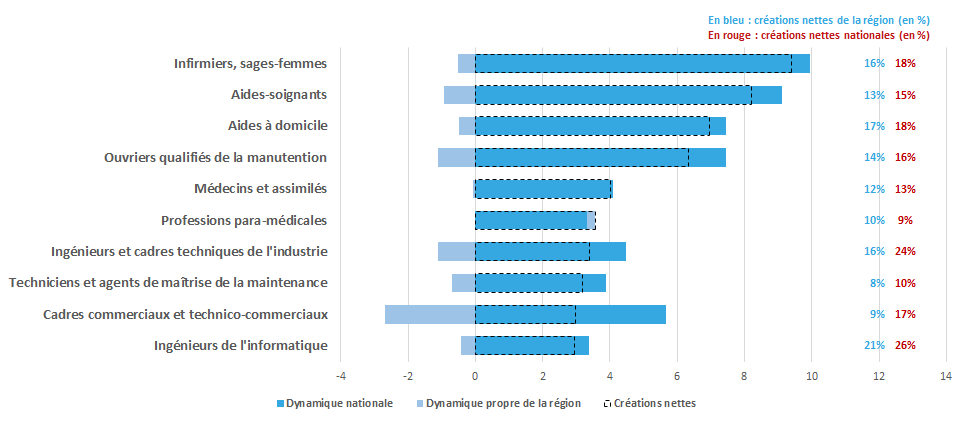 En bleu : créations nettes de la région (en %)
En rouge : créations nettes nationales (en %)
Infirmiers, sages-femmes 16% 18%
Aides-soignants 13% 15%
Aides à domicile 17% 18%
Ouvriers qualifiés de la manutention 14% 16%
Médecins et assimilés 12% 13%
Professions para-médicales 10% 9%
Ingénieurs et cadres techniques de l'industrie 16% 24%
Techniciens et agents de maîtrise de la maintenance 8% 10%
Cadres commerciaux et technico-commerciaux 9% 17%
Ingénieurs de l'informatique 21% 26%
-4 -2 0 2 4 6 8 10 12 14
Dynamique nationale Dynamique propre de la région Créations nettes